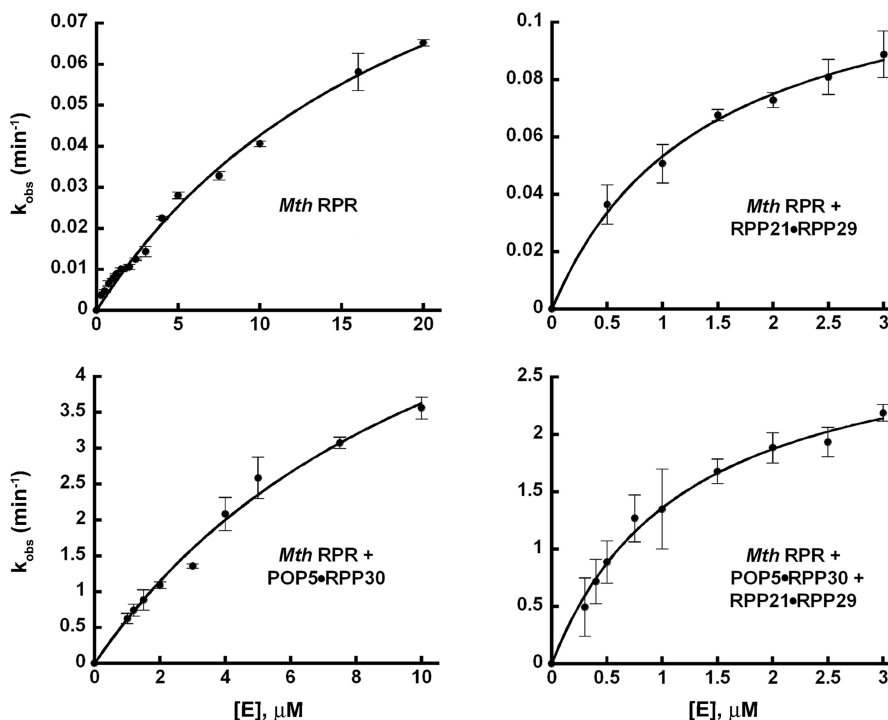 0.07
0.06
0.05
0.04
0.03
0.02
0.01
0
k_obs (min⁻¹)
Mth RPR
0 5 10 15 20
0.1
0.08
0.06
0.04
0.02
0
Mth RPR +
RPP21•RPP29
0 0.5 1 1.5 2 2.5 3
4
3.5
3
2.5
2
1.5
1
0.5
0
k_obs (min⁻¹)
Mth RPR +
POP5•RPP30
0 2 4 6 8 10
[E], μM
2.5
2
1.5
1
0.5
0
Mth RPR +
POP5•RPP30 +
RPP21•RPP29
0 0.5 1 1.5 2 2.5 3
[E], μM